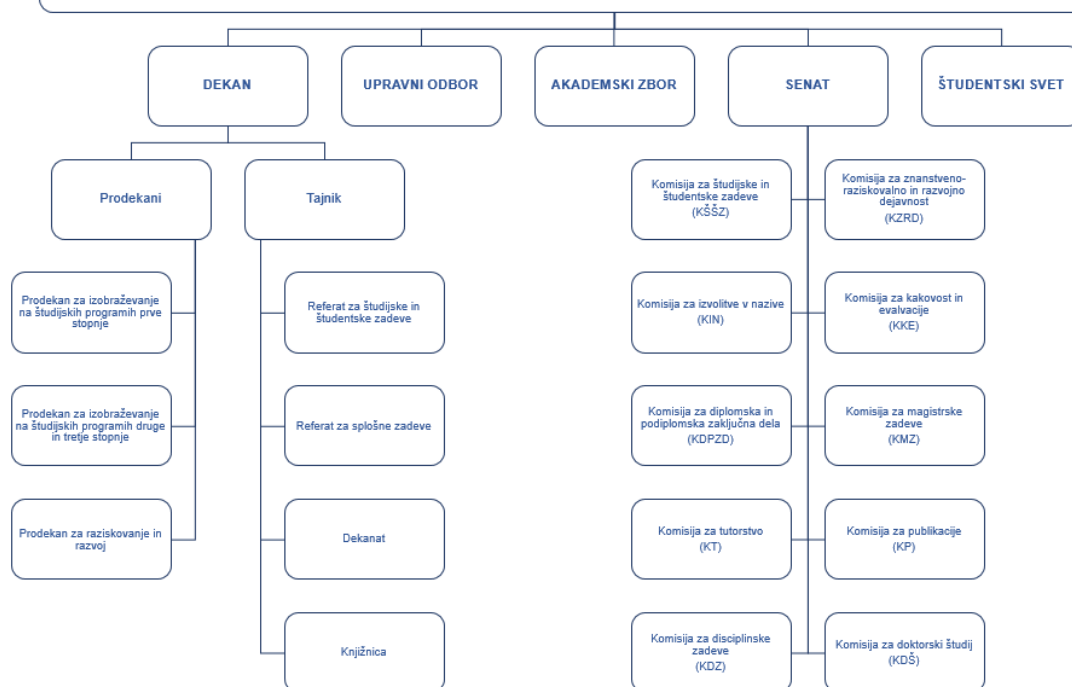 DEKAN
UPRAVNI ODBOR
AKADEMSKI ZBOR
SENAT
ŠTUDENTSKI SVET
Prodekani
Tajnik
Komisija za študijske in
študentske zadeve
(KŠŠZ)
Komisija za znanstveno-
raziskovalno in razvojno
dejavnost
(KZRD)
Prodekan za izobraževanje
na študijskih programih prve
stopnje
Referat za študijske in
študentske zadeve
Komisija za izvolitve v nazive
(KIN)
Komisija za kakovost in
evalvacije
(KKE)
Prodekan za izobraževanje
na študijskih programih druge
in tretje stopnje
Referat za splošne zadeve
Komisija za diplomska in
podiplomska zaključna dela
(KDPZD)
Komisija za magistrske
zadeve
(KMZ)
Prodekan za raziskovanje in
razvoj
Dekanat
Komisija za tutorstvo
(KT)
Komisija za publikacije
(KP)
Knjižnica
Komisija za disciplinske
zadeve
(KDZ)
Komisija za doktorski študij
(KDŠ)